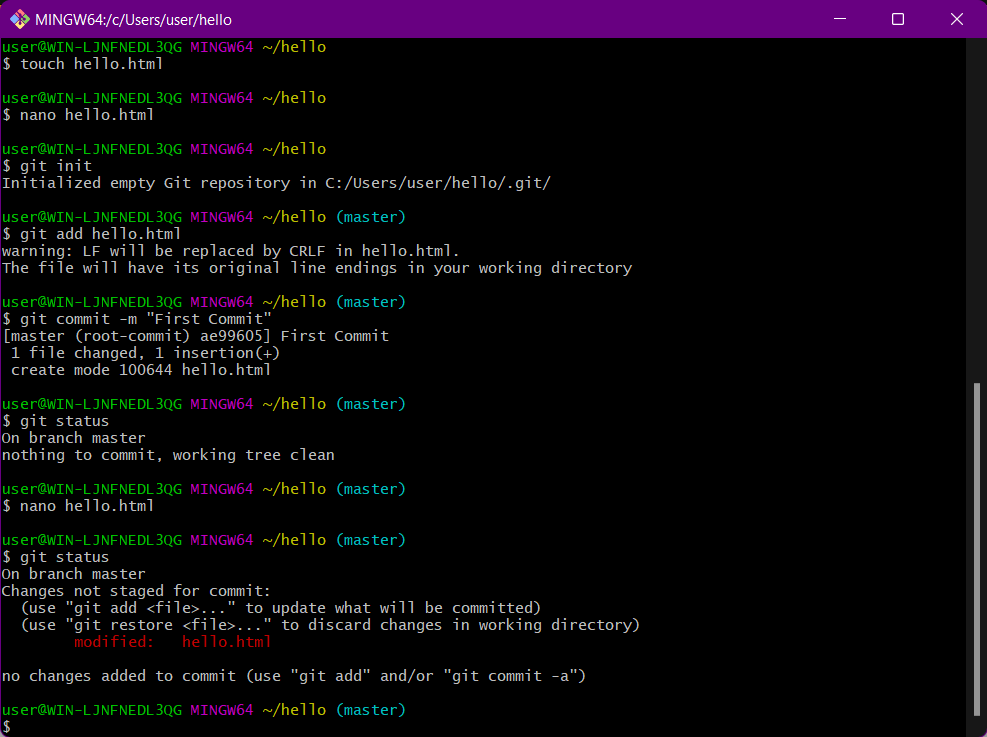 MINGW64:/c/Users/user/hello
user@WIN-LJNFNEDL3QG MINGW64 ~/hello
$ touch hello.html
user@WIN-LJNFNEDL3QG MINGW64 ~/hello
$ nano hello.html
user@WIN-LJNFNEDL3QG MINGW64 ~/hello
$ git init
Initialized empty Git repository in C:/Users/user/hello/.git/
user@WIN-LJNFNEDL3QG MINGW64 ~/hello (master)
$ git add hello.html
warning: LF will be replaced by CRLF in hello.html.
The file will have its original line endings in your working directory
user@WIN-LJNFNEDL3QG MINGW64 ~/hello (master)
$ git commit -m "First Commit"
[master (root-commit) ae99605] First Commit
 1 file changed, 1 insertion(+)
 create mode 100644 hello.html
user@WIN-LJNFNEDL3QG MINGW64 ~/hello (master)
$ git status
On branch master
nothing to commit, working tree clean
user@WIN-LJNFNEDL3QG MINGW64 ~/hello (master)
$ nano hello.html
user@WIN-LJNFNEDL3QG MINGW64 ~/hello (master)
$ git status
On branch master
Changes not staged for commit:
  (use "git add <file>..." to update what will be committed)
  (use "git restore <file>..." to discard changes in working directory)
        modified:   hello.html
no changes added to commit (use "git add" and/or "git commit -a")
user@WIN-LJNFNEDL3QG MINGW64 ~/hello (master)
$